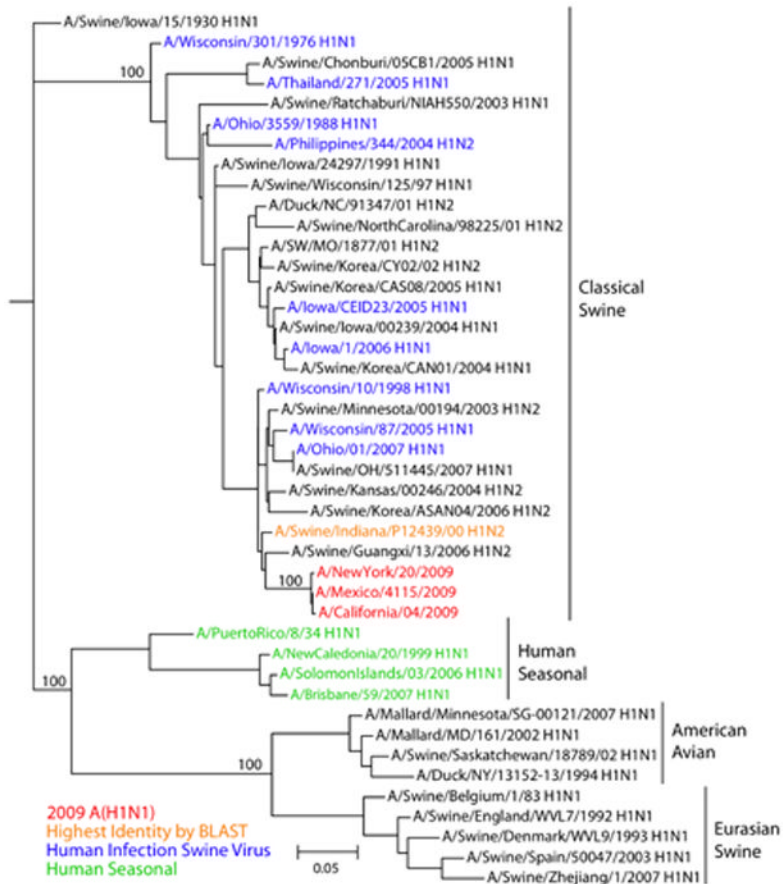 A/Swine/Iowa/15/1930 H1N1
A/Wisconsin/301/1976 H1N1
100
A/Swine/Chonburi/05CB1/2005 H1N1
A/Thailand/271/2005 H1N1
A/Swine/Ratchaburi/NIAH550/2003 H1N1
A/Ohio/3559/1988 H1N1
A/Philippines/344/2004 H1N2
A/Swine/Iowa/24297/1991 H1N1
A/Swine/Wisconsin/125/97 H1N1
A/Duck/NC/91347/01 H1N2
A/Swine/NorthCarolina/98225/01 H1N2
A/SW/MO/1877/01 H1N2
A/Swine/Korea/CY02/02 H1N2
A/Swine/Korea/CAS08/2005 H1N1
A/Iowa/CEID23/2005 H1N1
A/Swine/Iowa/00239/2004 H1N1
A/Iowa/1/2006 H1N1
A/Swine/Korea/CAN01/2004 H1N1
Classical
Swine
A/Wisconsin/10/1998 H1N1
A/Swine/Minnesota/00194/2003 H1N2
A/Wisconsin/87/2005 H1N1
A/Ohio/01/2007 H1N1
A/Swine/OH/511445/2007 H1N1
A/Swine/Kansas/00246/2004 H1N2
A/Swine/Korea/ASAN04/2006 H1N2
A/Swine/Indiana/P12439/00 H1N2
A/Swine/Guangxi/13/2006 H1N2
100
A/NewYork/20/2009
A/Mexico/4115/2009
A/California/04/2009
A/PuertoRico/8/34 H1N1
A/NewCaledonia/20/1999 H1N1
A/SolomonIslands/03/2006 H1N1
A/Brisbane/59/2007 H1N1
Human
Seasonal
100
A/Mallard/Minnesota/SG-00121/2007 H1N1
A/Mallard/MD/161/2002 H1N1
A/Swine/Saskatchewan/18789/02 H1N1
A/Duck/NY/13152-13/1994 H1N1
American
Avian
100
A/Swine/Belgium/1/83 H1N1
A/Swine/England/WVL7/1992 H1N1
A/Swine/Denmark/WVL9/1993 H1N1
A/Swine/Spain/50047/2003 H1N1
A/Swine/Zhejiang/1/2007 H1N1
Eurasian
Swine
2009 A(H1N1)
Highest Identity by BLAST
Human Infection Swine Virus
Human Seasonal
0.05